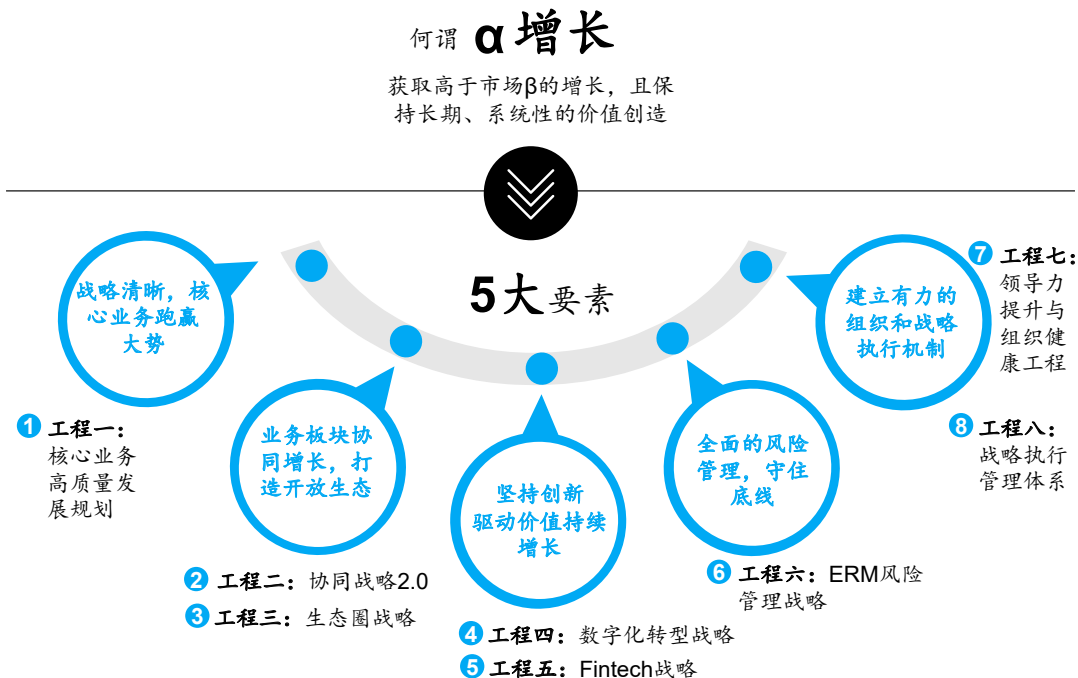 何谓 α增长
获取高于市场β的增长，且保
持长期、系统性的价值创造
5大要素
战略清晰，核
心业务跑赢
大势
1 工程一：
核心业务
高质量发
展规划
业务板块协
同增长，打
造开放生态
2 工程二：协同战略2.0
3 工程三：生态圈战略
坚持创新
驱动价值持续
增长
4 工程四：数字化转型战略
5 工程五：Fintech战略
全面的风险
管理，守住
底线
6 工程六：ERM风险
管理战略
建立有力的
组织和战略
执行机制
7 工程七：
领导力
提升与
组织健
康工程
8 工程八：
战略执行
管理体系